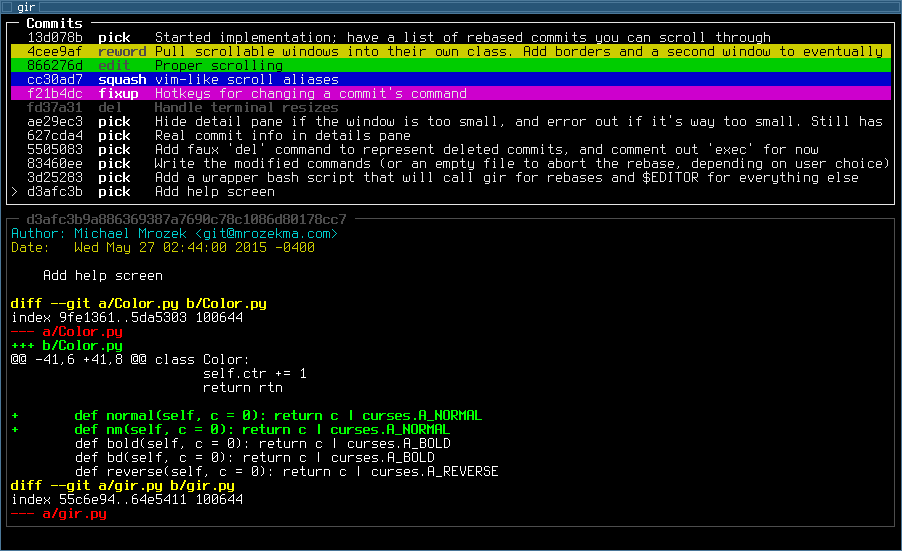 gir
Commits
13d078b pick Started implementation; have a list of rebased commits you can scroll through
4cee9af reword Pull scrollable windows into their own class. Add borders and a second window to eventually
866276d edit Proper scrolling
cc30ad7 squash vim-like scroll aliases
f21b4dc fixup Hotkeys for changing a commit's command
fd37a31 del Handle terminal resizes
ae29ec3 pick Hide detail pane if the window is too small, and error out if it's way too small. Still has
627cda4 pick Real commit info in details pane
5505083 pick Add faux 'del' command to represent deleted commits, and comment out 'exec' for now
83460ee pick Write the modified commands (or an empty file to abort the rebase, depending on user choice)
3d25283 pick Add a wrapper bash script that will call gir for rebases and $EDITOR for everything else
> d3afc3b pick Add help screen
d3afc3b9a886369387a7690c78c1086d80178cc7
Author: Michael Mrozek <git@mrozekma.com>
Date: Wed May 27 02:44:00 2015 -0400
Add help screen
diff --git a/Color.py b/Color.py
index 9fe1361..5da5303 100644
--- a/Color.py
+++ b/Color.py
@@ -41,6 +41,8 @@ class Color:
self.ctr += 1
return rtn
+ def normal(self, c = 0): return c | curses.A_NORMAL
+ def nm(self, c = 0): return c | curses.A_NORMAL
def bold(self, c = 0): return c | curses.A_BOLD
def bd(self, c = 0): return c | curses.A_BOLD
def reverse(self, c = 0): return c | curses.A_REVERSE
diff --git a/gir.py b/gir.py
index 55c6e94..64e5411 100644
--- a/gir.py